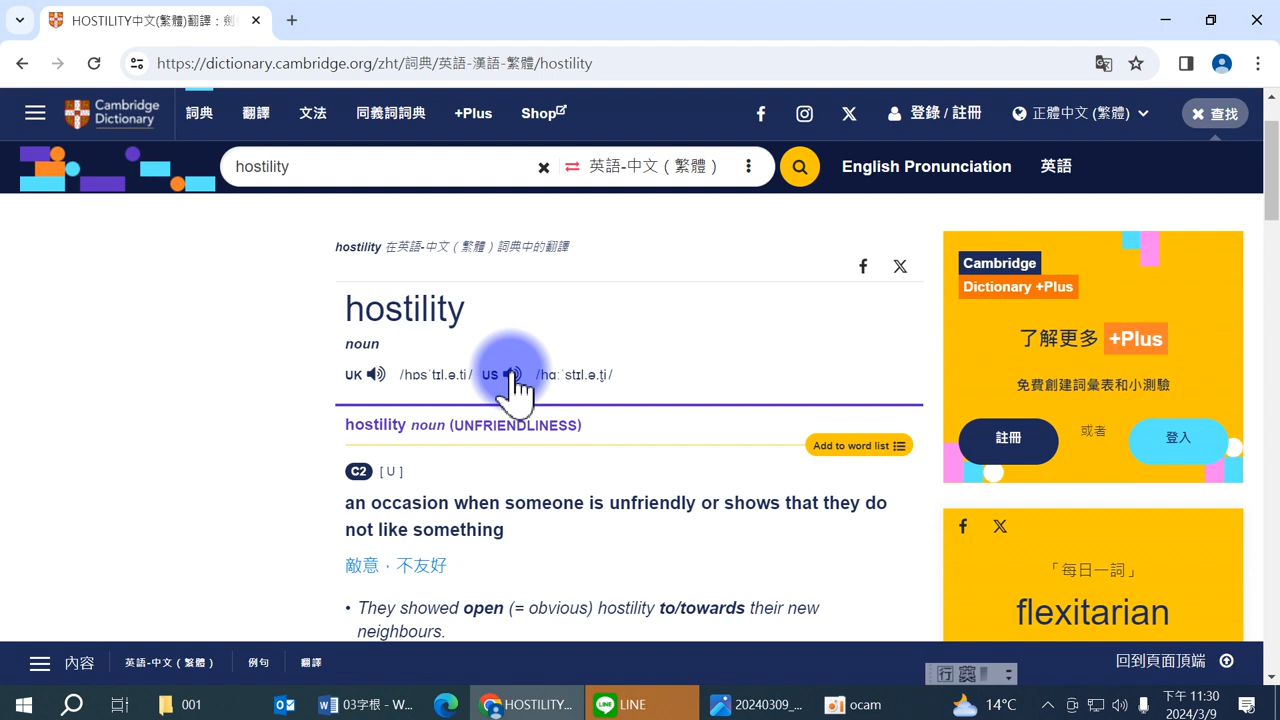 HOSTILITY中文(繁體)翻譯：劍
https://dictionary.cambridge.org/zht/詞典/英語-漢語-繁體/hostility
Cambridge Dictionary
詞典 翻譯 文法 同義詞詞典 +Plus Shop
登錄 / 註冊 正體中文 (繁體) 查找
hostility 英語-中文（繁體） English Pronunciation 英語
hostility 在英語-中文（繁體）詞典中的翻譯
hostility
noun
UK /hɒsˈtɪl.ə.ti/ US /hɑːˈstɪl.ə.t̬i/
hostility noun (UNFRIENDLINESS)
Add to word list
C2 [ U ]
an occasion when someone is unfriendly or shows that they do
not like something
敵意，不友好
• They showed open (= obvious) hostility to/towards their new
neighbours.
Cambridge
Dictionary +Plus
了解更多 +Plus
免費創建詞彙表和小測驗
註冊 或者 登入
「每日一詞」
flexitarian
內容 英語-中文（繁體） 例句 翻譯 回到頁面頂端
行 英
001 03字根 - W... HOSTILITY... LINE 20240309_... ocam 14°C
下午 11:30
2024/3/9